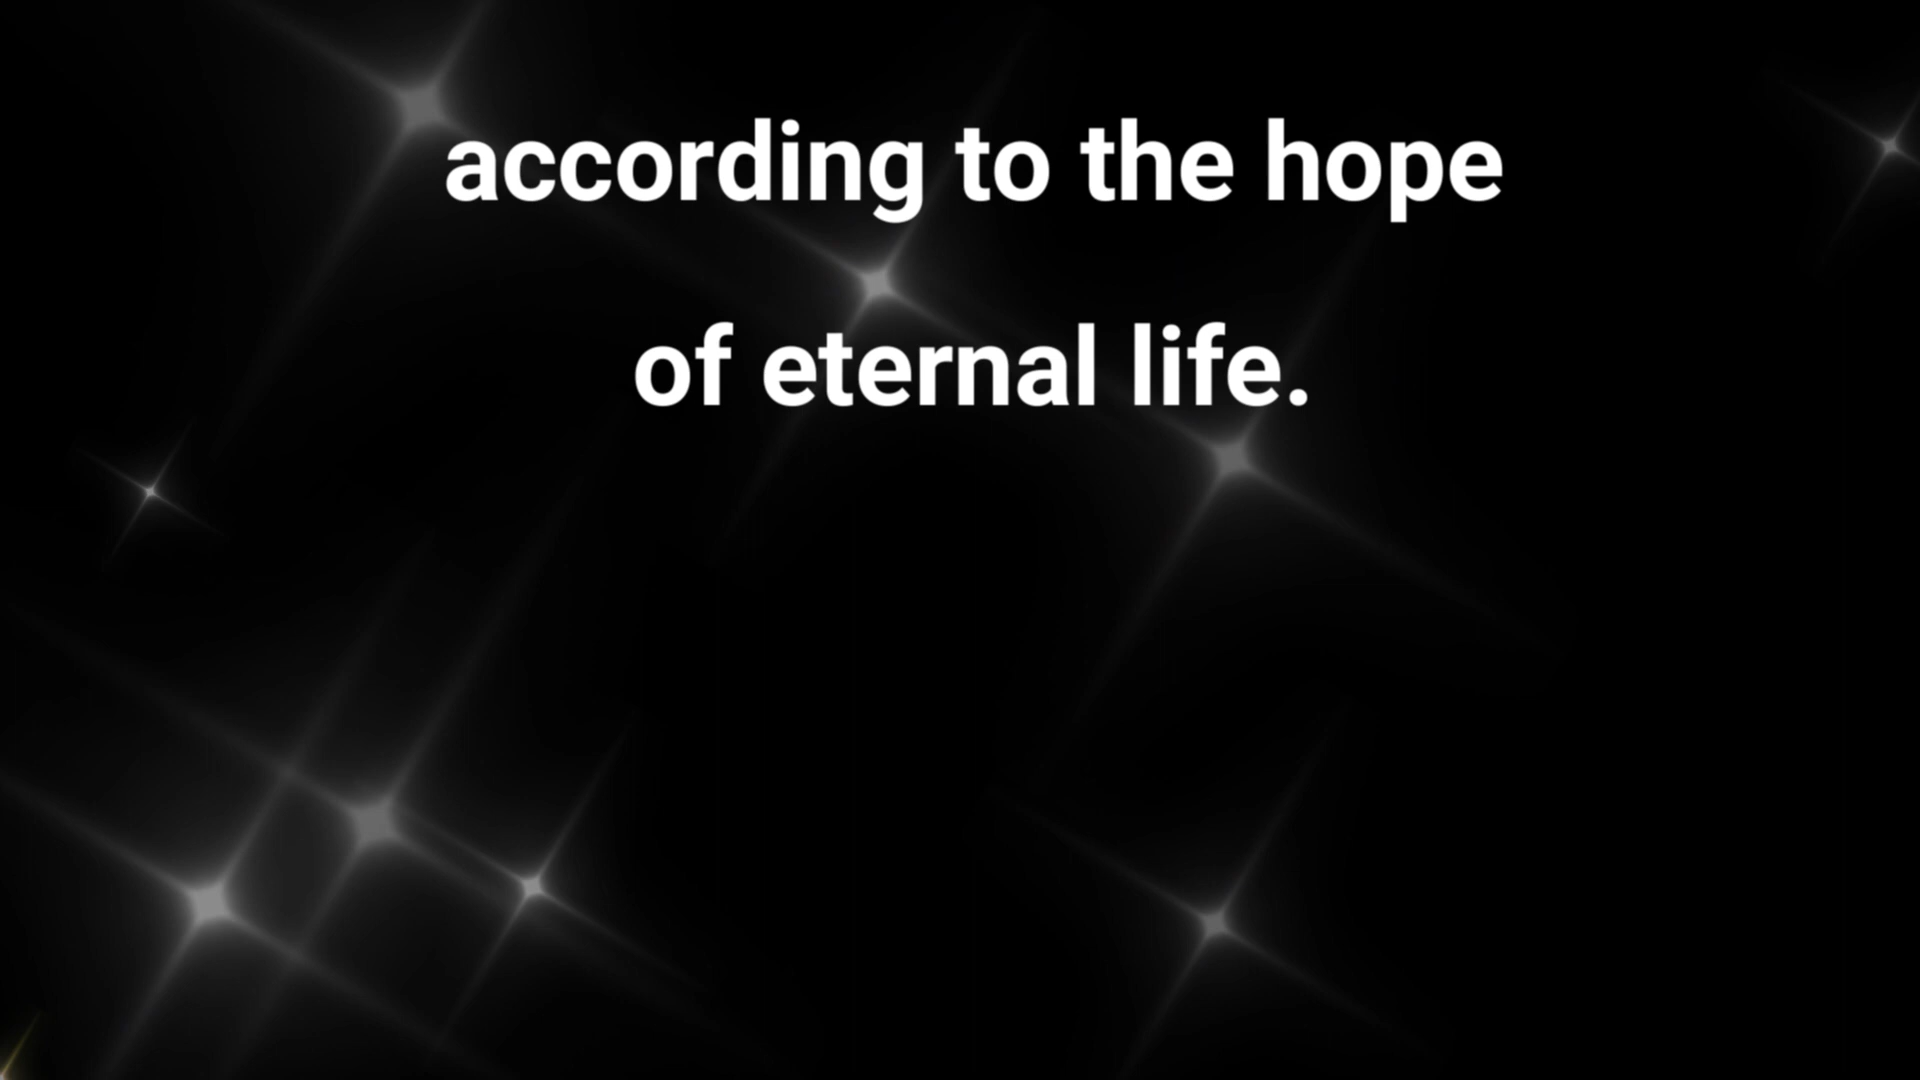 according to the hope
of eternal life.